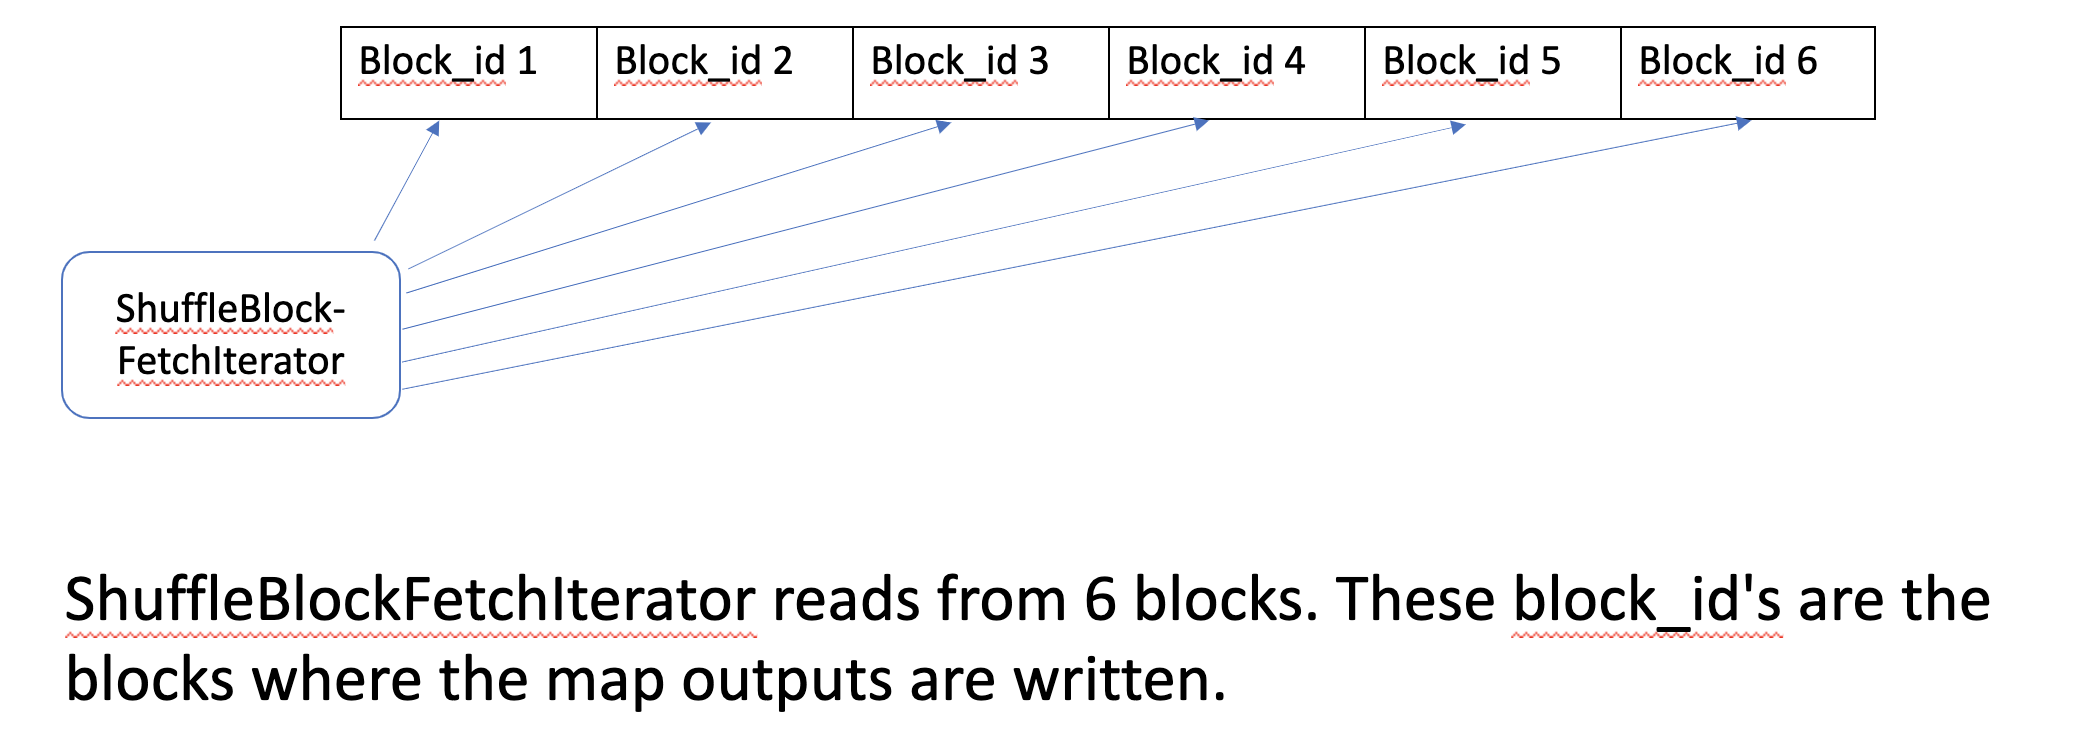 Block_id 1 Block_id 2 Block_id 3 Block_id 4 Block_id 5 Block_id 6
ShuffleBlock-
FetchIterator
ShuffleBlockFetchIterator reads from 6 blocks. These block_id's are the
blocks where the map outputs are written.